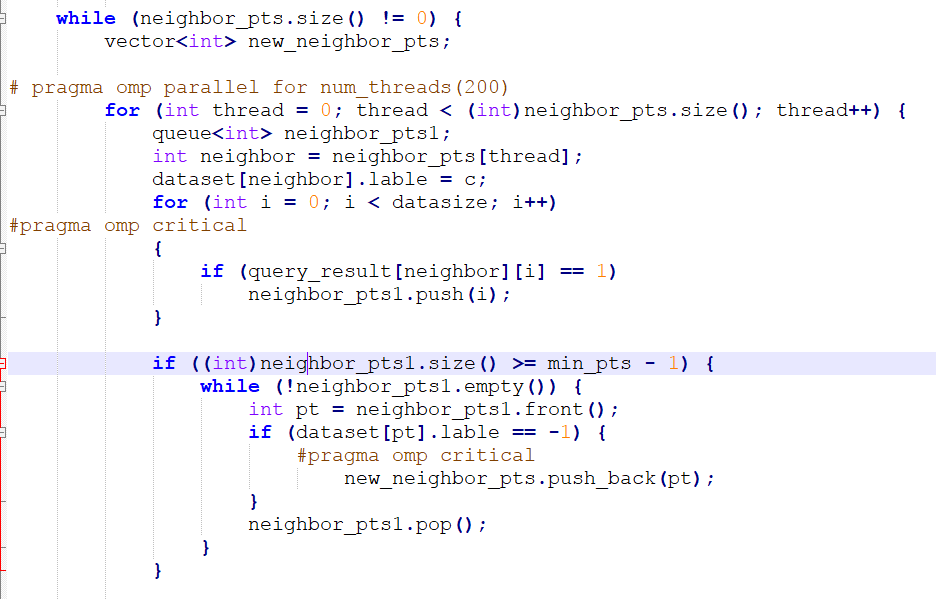 while (neighbor_pts.size() != 0) {
vector<int> new_neighbor_pts;
# pragma omp parallel for num_threads(200)
for (int thread = 0; thread < (int)neighbor_pts.size(); thread++) {
queue<int> neighbor_pts1;
int neighbor = neighbor_pts[thread];
dataset[neighbor].lable = c;
for (int i = 0; i < datasize; i++)
#pragma omp critical
{
if (query_result[neighbor][i] == 1)
neighbor_pts1.push(i);
}
if ((int)neighbor_pts1.size() >= min_pts - 1) {
while (!neighbor_pts1.empty()) {
int pt = neighbor_pts1.front();
if (dataset[pt].lable == -1) {
#pragma omp critical
new_neighbor_pts.push_back(pt);
}
neighbor_pts1.pop();
}
}